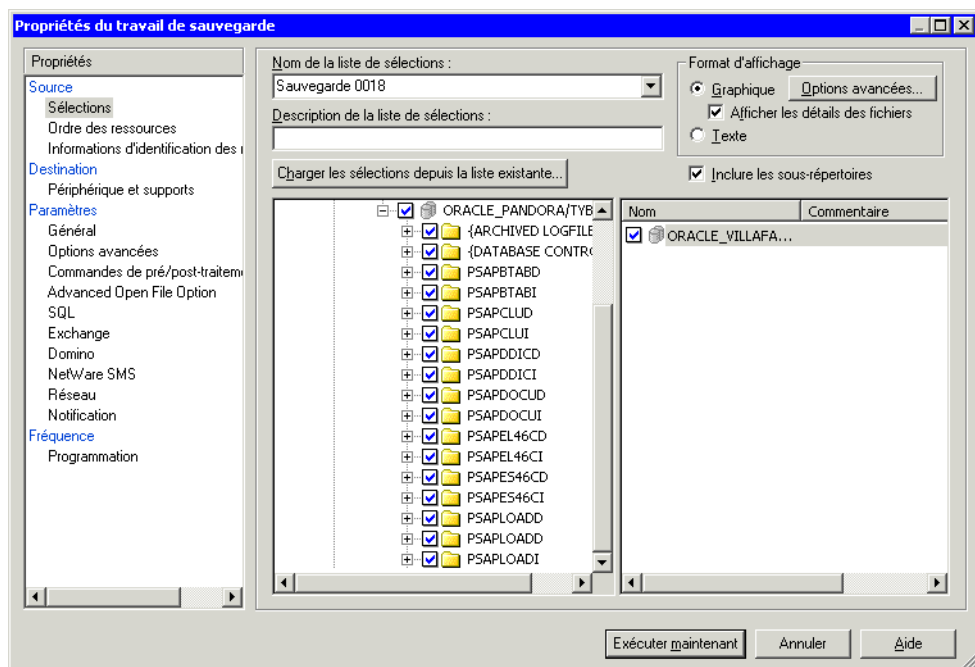 Propriétés du travail de sauvegarde
Propriétés
Source
Sélections
Ordre des ressources
Informations d'identification des
Destination
Périphérique et supports
Paramètres
Général
Options avancées
Commandes de pré/post-traitem
Advanced Open File Option
SQL
Exchange
Domino
NetWare SMS
Réseau
Notification
Fréquence
Programmation
Nom de la liste de sélections :
Sauvegarde 0018
Description de la liste de sélections :
Charger les sélections depuis la liste existante...
Format d'affichage
Graphique
Options avancées...
Afficher les détails des fichiers
Texte
Inclure les sous-répertoires
ORACLE_PANDORA/TYB
{ARCHIVED LOGFILE
{DATABASE CONTR
PSAPBTABD
PSAPBTABI
PSAPCLUD
PSAPCLUI
PSAPDDICD
PSAPDDICI
PSAPDOCUD
PSAPDOCUI
PSAPEL46CD
PSAPEL46CI
PSAPES46CD
PSAPES46CI
PSAPLOADD
PSAPLOADD
PSAPLOADI
Nom Commentaire
ORACLE_VILLAFA...
Exécuter maintenant Annuler Aide